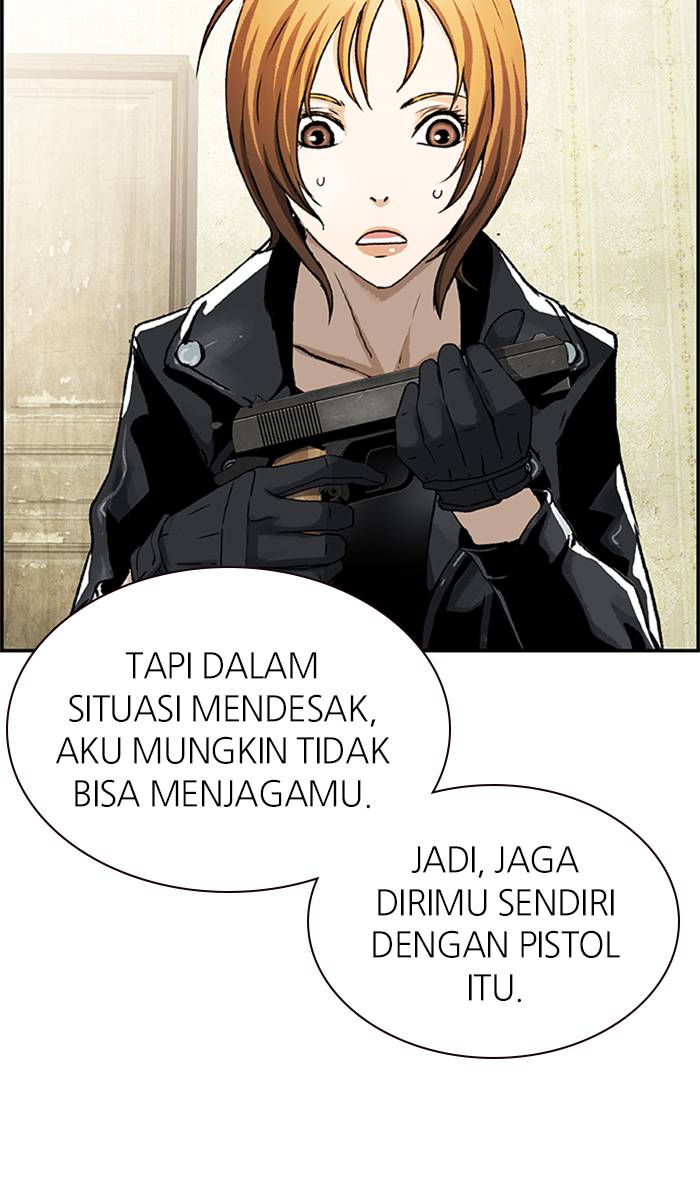 TAPI DALAM
SITUASI MENDESAK,
AKU MUNGKIN TIDAK
BISA MENJAGAMU.
JADI, JAGA
DIRIMU SENDIRI
DENGAN PISTOL
ITU.